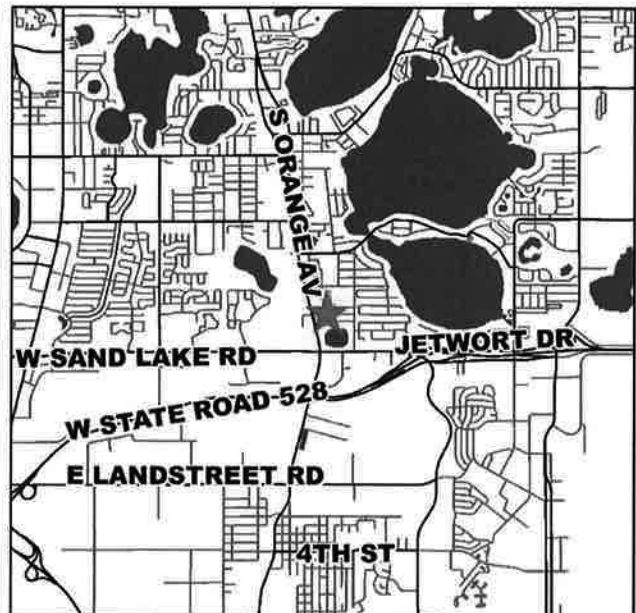 S ORANGE AV
JETWORT DR
W SAND LAKE RD
W STATE ROAD 528
E LANDSTREET RD
4TH ST